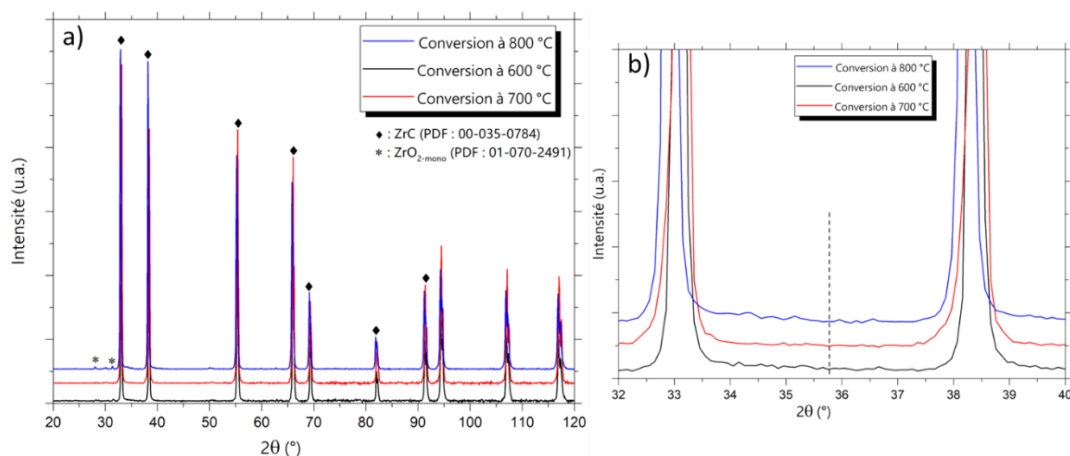 a)
Conversion à 800 °C
Conversion à 600 °C
Conversion à 700 °C
♦ : ZrC (PDF : 00-035-0784)
* : ZrO2-mono (PDF : 01-070-2491)
Intensité (u.a.)
* *
20 30 40 50 60 70 80 90 100 110 120
2θ (°)
b)
Conversion à 800 °C
Conversion à 600 °C
Conversion à 700 °C
Intensité (u.a.)
32 33 34 35 36 37 38 39 40
2θ (°)